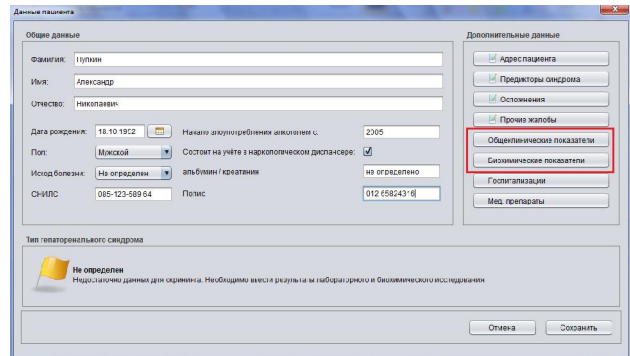 Данные пациента
Общие данные
Фамилия: Пупкин
Имя: Александр
Отчество: Николаевич
Дата рождения: 18.10.1952 Начало злоупотребления алкоголем с: 2005
Пол: Мужской Состоит на учёте в наркологическом диспансере:
Исход болезни: Не определен альбумин / креатинин не определено
СНИЛС 085-123-589 64 Полис 012 65824316
Дополнительные данные
Адрес пациента
Предикторы синдрома
Осложнения
Прочие жалобы
Общеклинические показатели
Биохимические показатели
Госпитализации
Мед. препараты
Тип гепаторенального синдрома
Не определен
Недостаточно данных для скрининга. Необходимо ввести результаты лабораторного и биохимического исследования
Отмена Сохранить